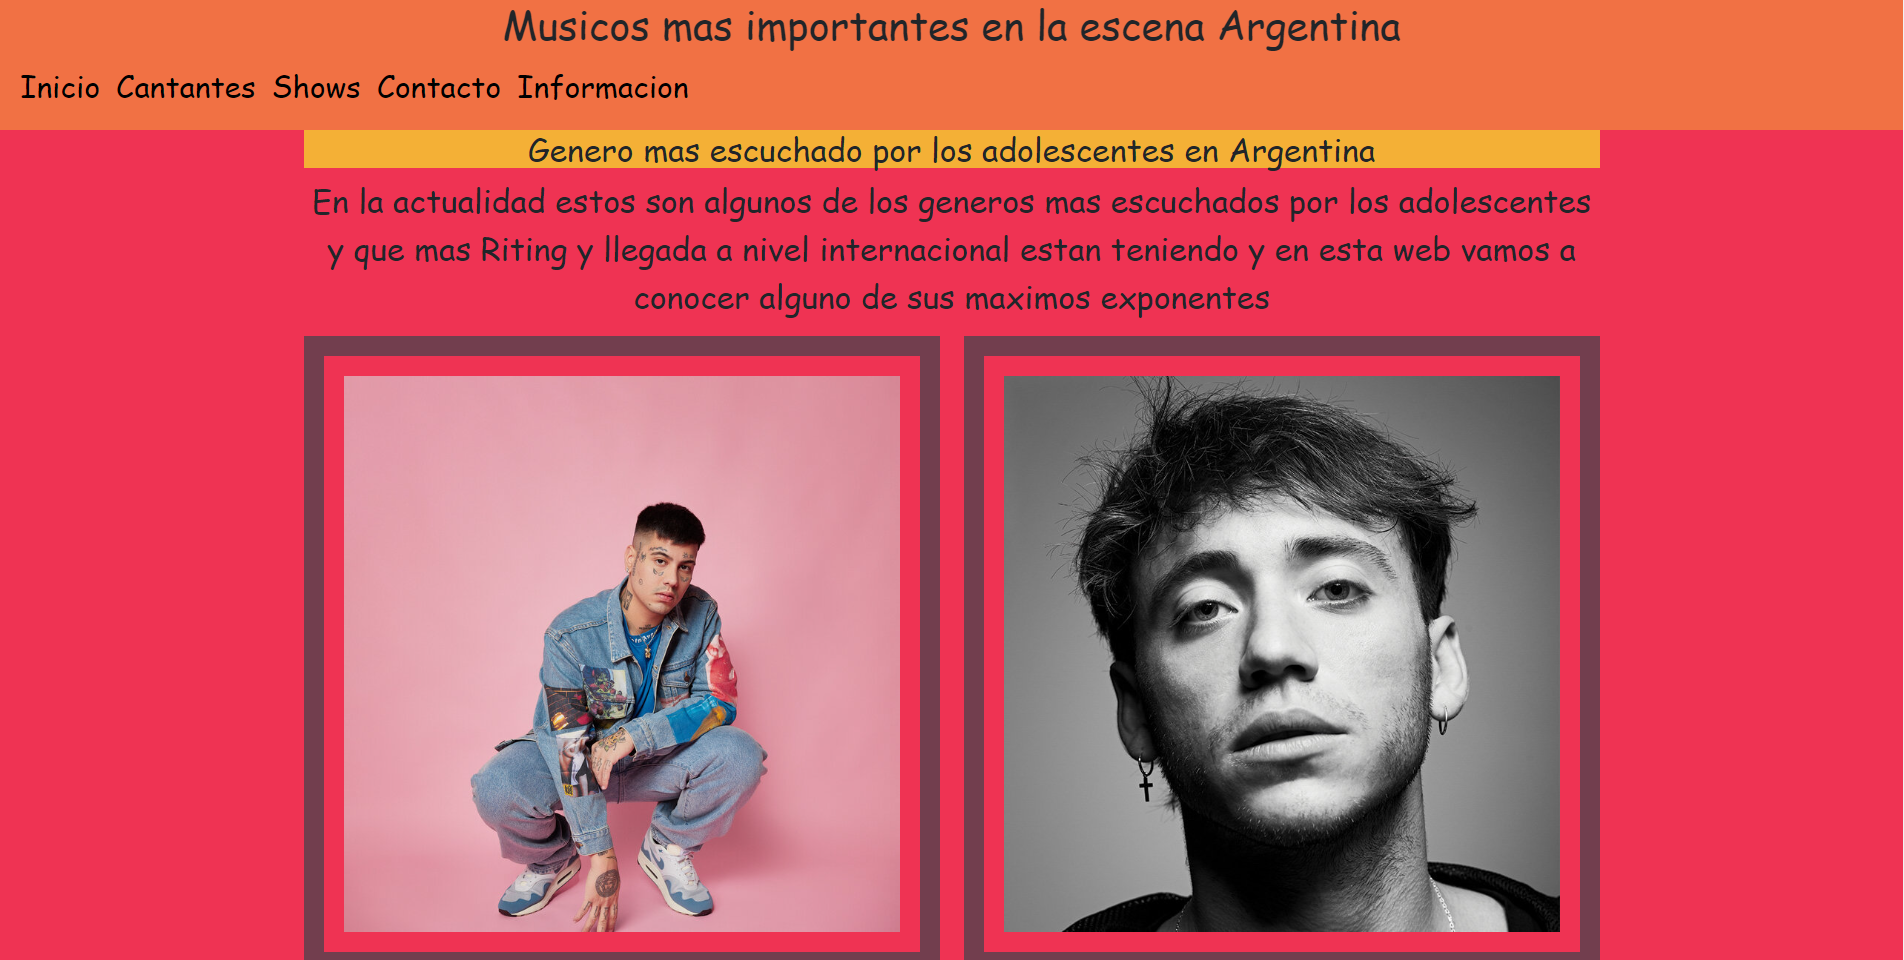 Musicos mas importantes en la escena Argentina
Inicio Cantantes Shows Contacto Informacion
Genero mas escuchado por los adolescentes en Argentina
En la actualidad estos son algunos de los generos mas escuchados por los adolescentes
y que mas Riting y llegada a nivel internacional estan teniendo y en esta web vamos a
conocer alguno de sus maximos exponentes